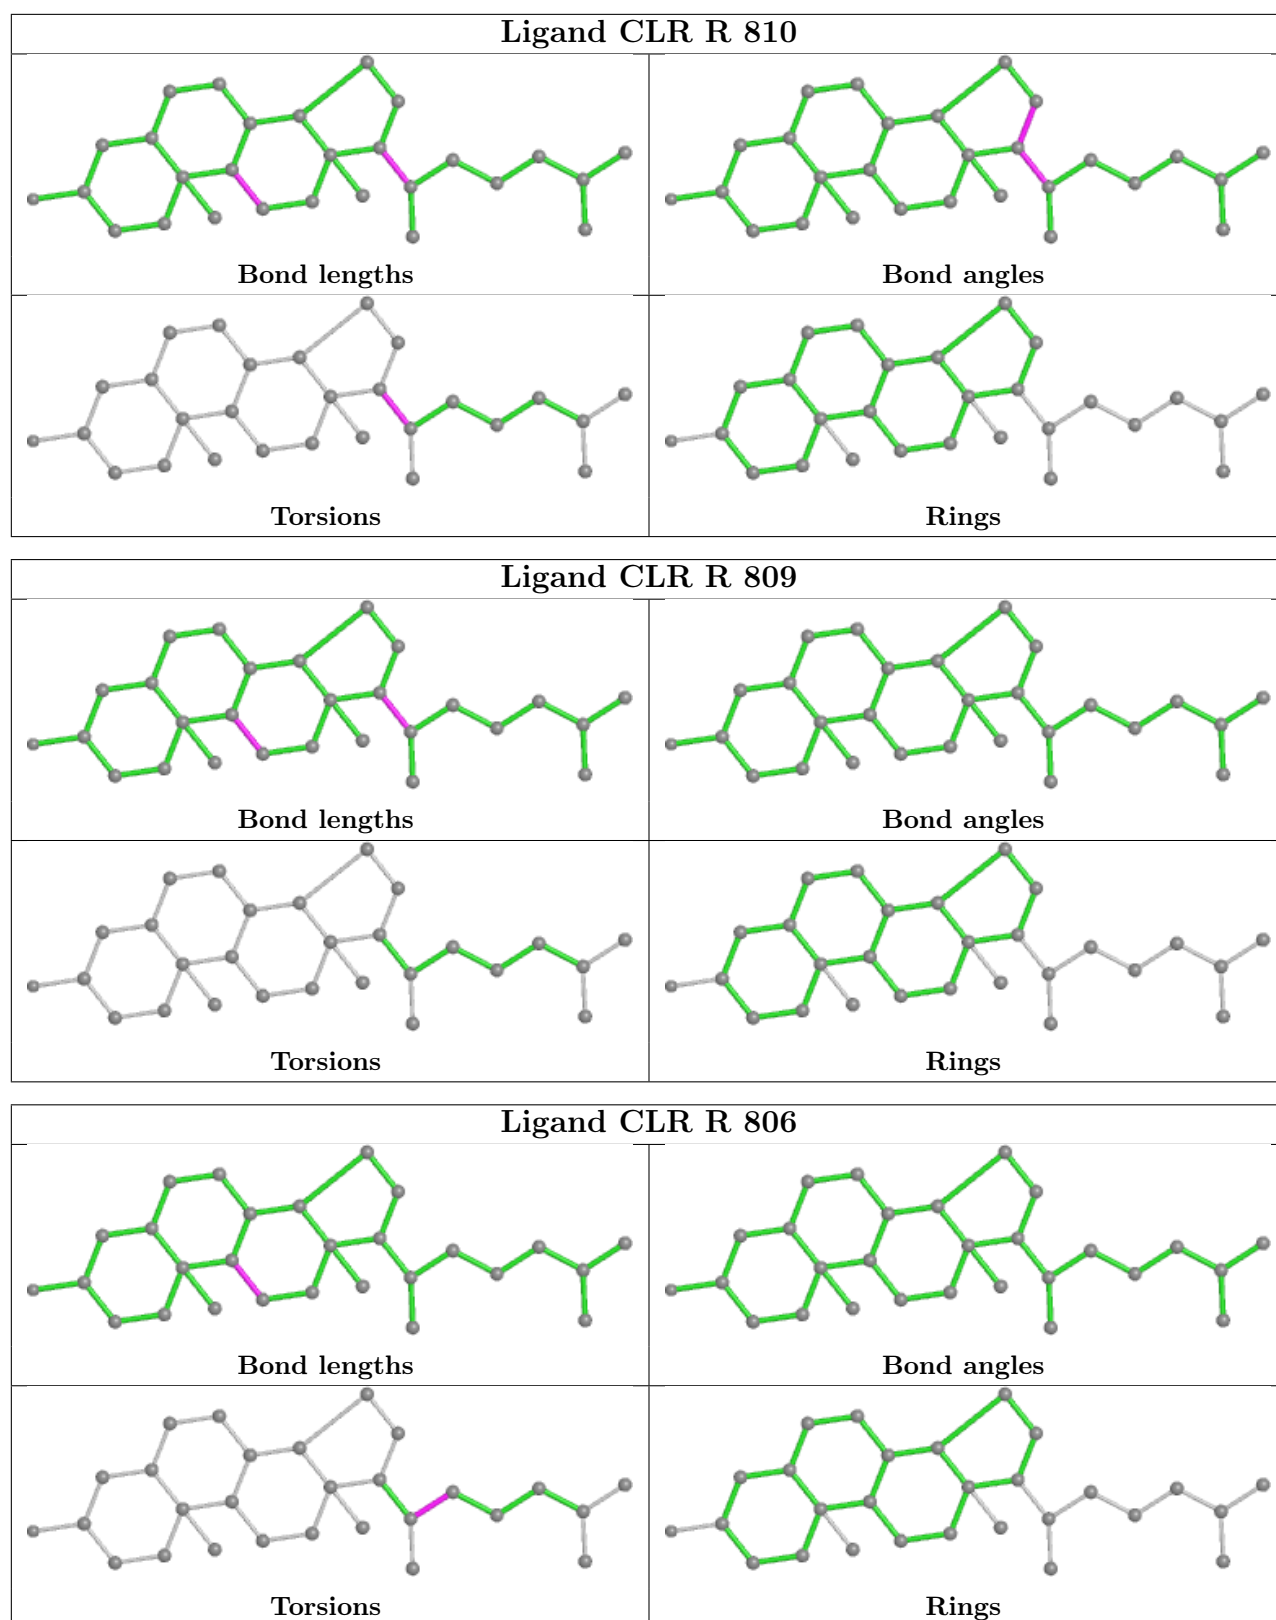 Ligand CLR R 810
Bond lengths
Bond angles
Torsions
Rings
Ligand CLR R 809
Bond lengths
Bond angles
Torsions
Rings
Ligand CLR R 806
Bond lengths
Bond angles
Torsions
Rings